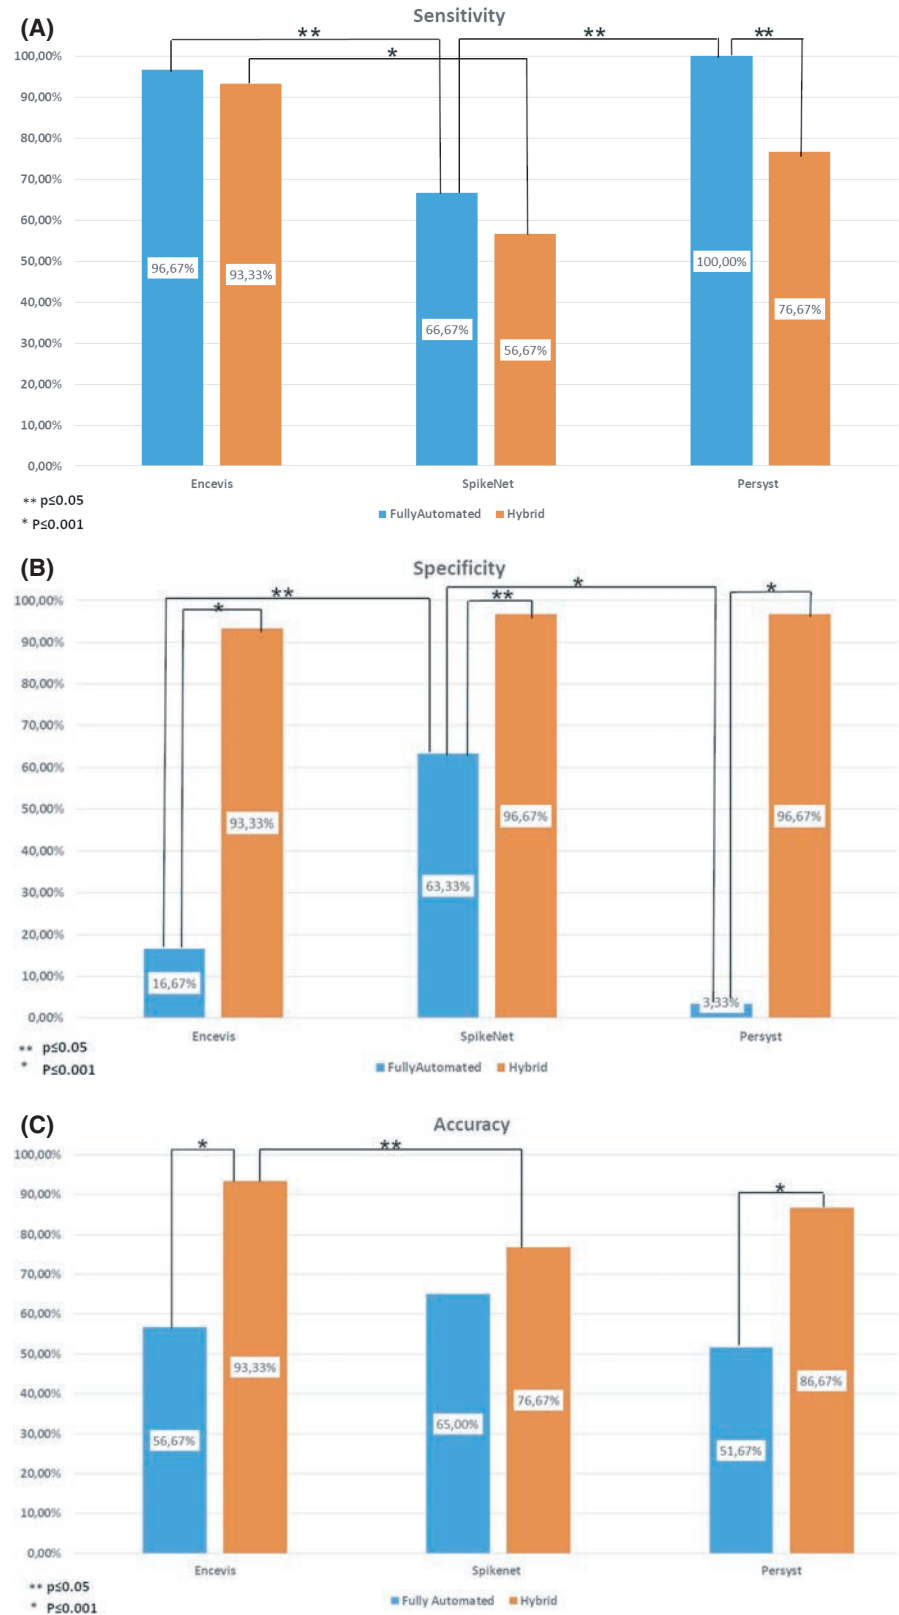 (A)
Sensitivity
** ** **
*
100,00%
90,00%
80,00%
70,00%
60,00%
50,00%
40,00%
30,00%
20,00%
10,00%
0,00%
96,67%
93,33%
66,67%
56,67%
100,00%
76,67%
Encevis SpikeNet Persyst
** p≤0.05
* P≤0.001
FullyAutomated Hybrid
(B)
Specificity
** * ** * *
100,00%
90,00%
80,00%
70,00%
60,00%
50,00%
40,00%
30,00%
20,00%
10,00%
0,00%
16,67%
93,33%
63,33%
96,67%
3,33%
96,67%
Encevis SpikeNet Persyst
** p≤0.05
* P≤0.001
FullyAutomated Hybrid
(C)
Accuracy
* ** *
100,00%
90,00%
80,00%
70,00%
60,00%
50,00%
40,00%
30,00%
20,00%
10,00%
0,00%
56,67%
93,33%
65,00%
76,67%
51,67%
86,67%
Encevis Spikenet Persyst
** p≤0.05
* P≤0.001
Fully Automated Hybrid